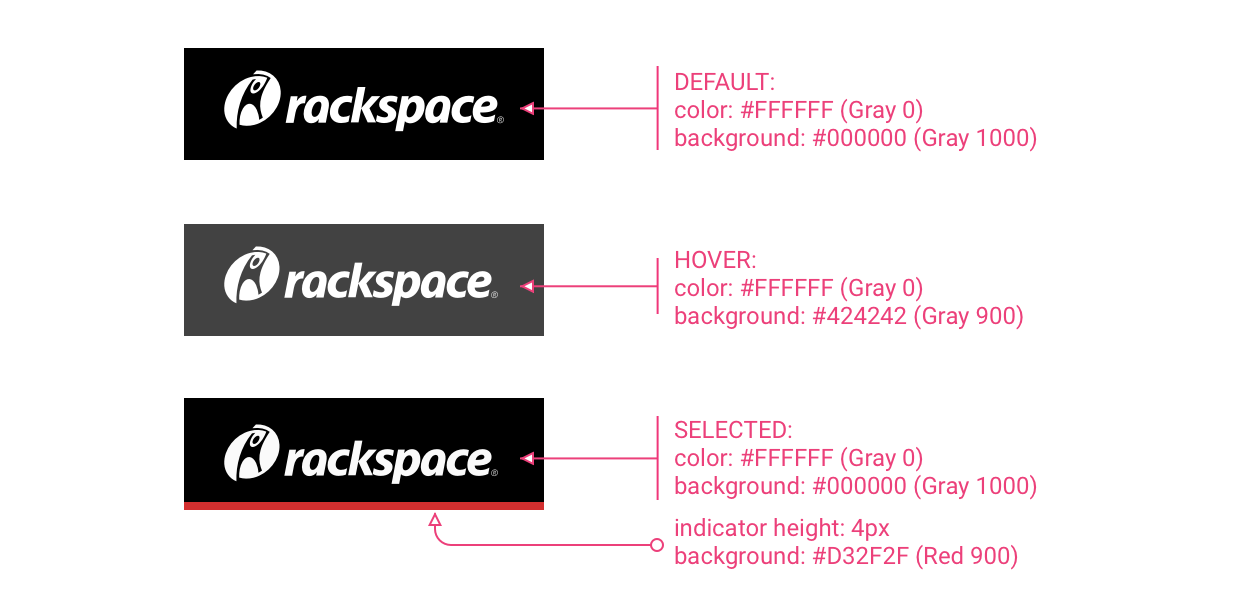 rackspace®
DEFAULT:
color: #FFFFFF (Gray 0)
background: #000000 (Gray 1000)
rackspace®
HOVER:
color: #FFFFFF (Gray 0)
background: #424242 (Gray 900)
rackspace®
SELECTED:
color: #FFFFFF (Gray 0)
background: #000000 (Gray 1000)
indicator height: 4px
background: #D32F2F (Red 900)